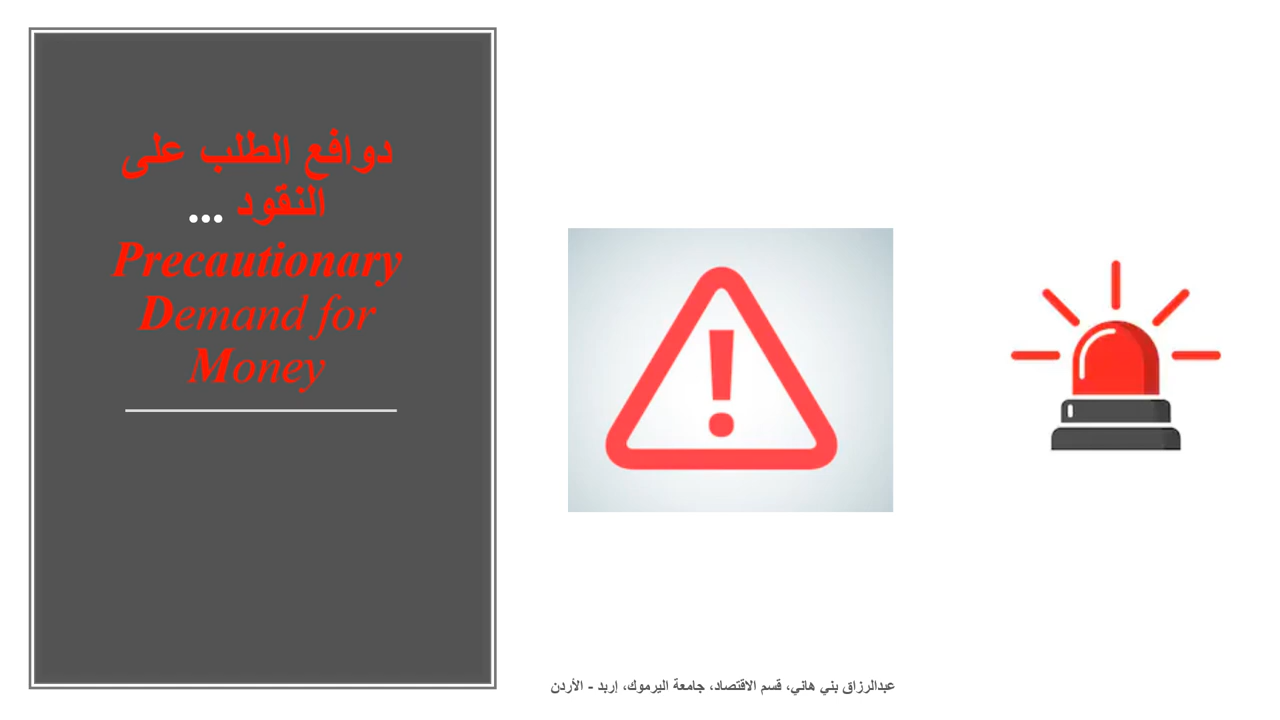 دوافع الطلب على
النقود ...
Precautionary
Demand for
Money
عبدالرزاق بني هاني، قسم الاقتصاد، جامعة اليرموك، إربد - الأردن